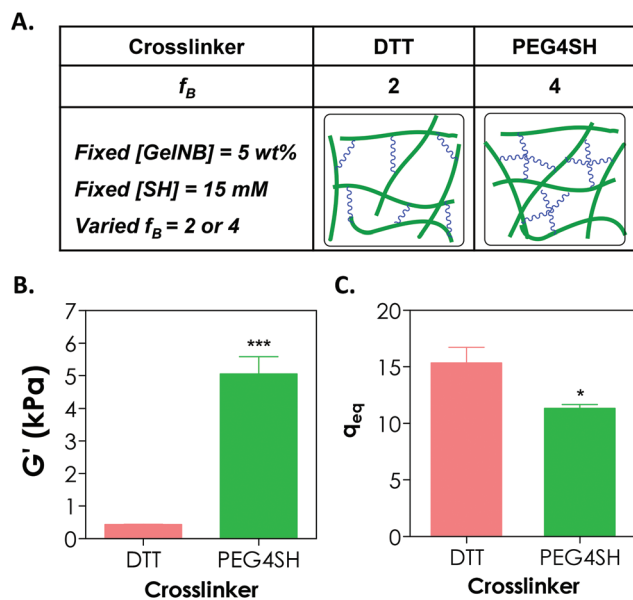 A.
Crosslinker DTT PEG4SH
f_B 2 4
Fixed [GelNB] = 5 wt%
Fixed [SH] = 15 mM
Varied f_B = 2 or 4
B.
G' (kPa)
7
6
5
4
3
2
1
0
***
DTT PEG4SH
Crosslinker
C.
q_eq
20
15
10
5
0
*
DTT PEG4SH
Crosslinker